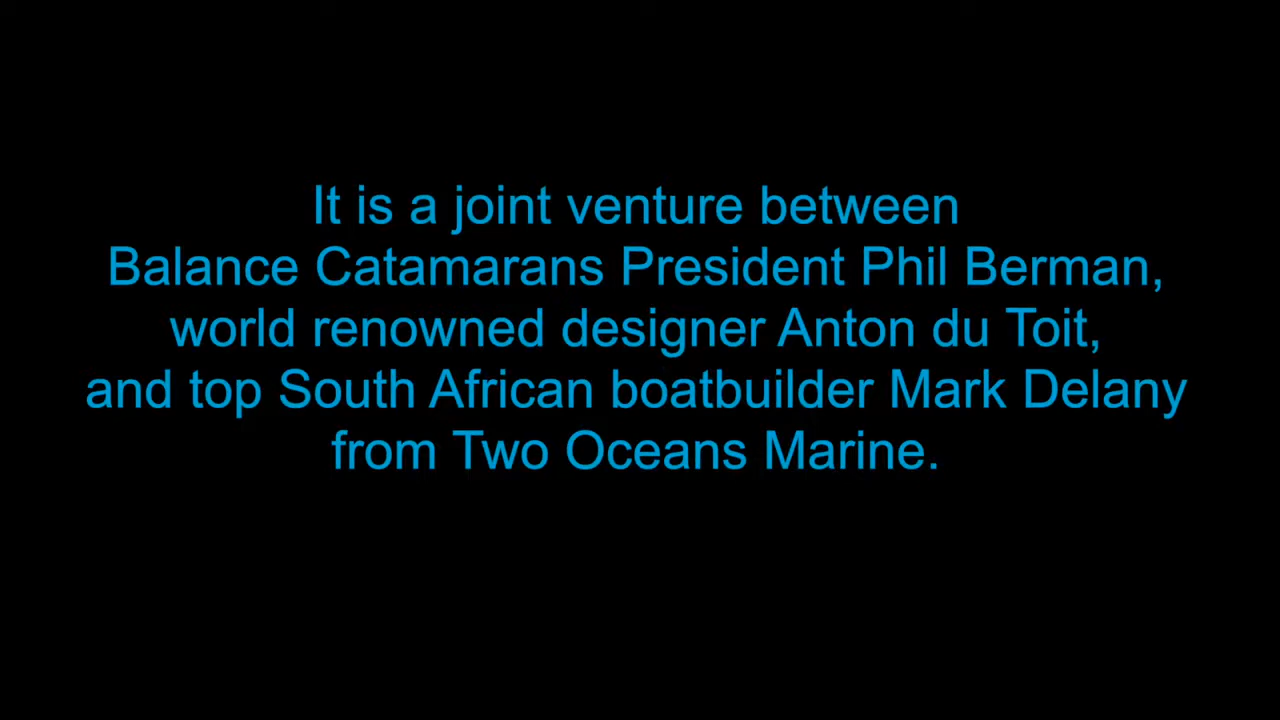 It is a joint venture between
Balance Catamarans President Phil Berman,
world renowned designer Anton du Toit,
and top South African boatbuilder Mark Delany
from Two Oceans Marine.